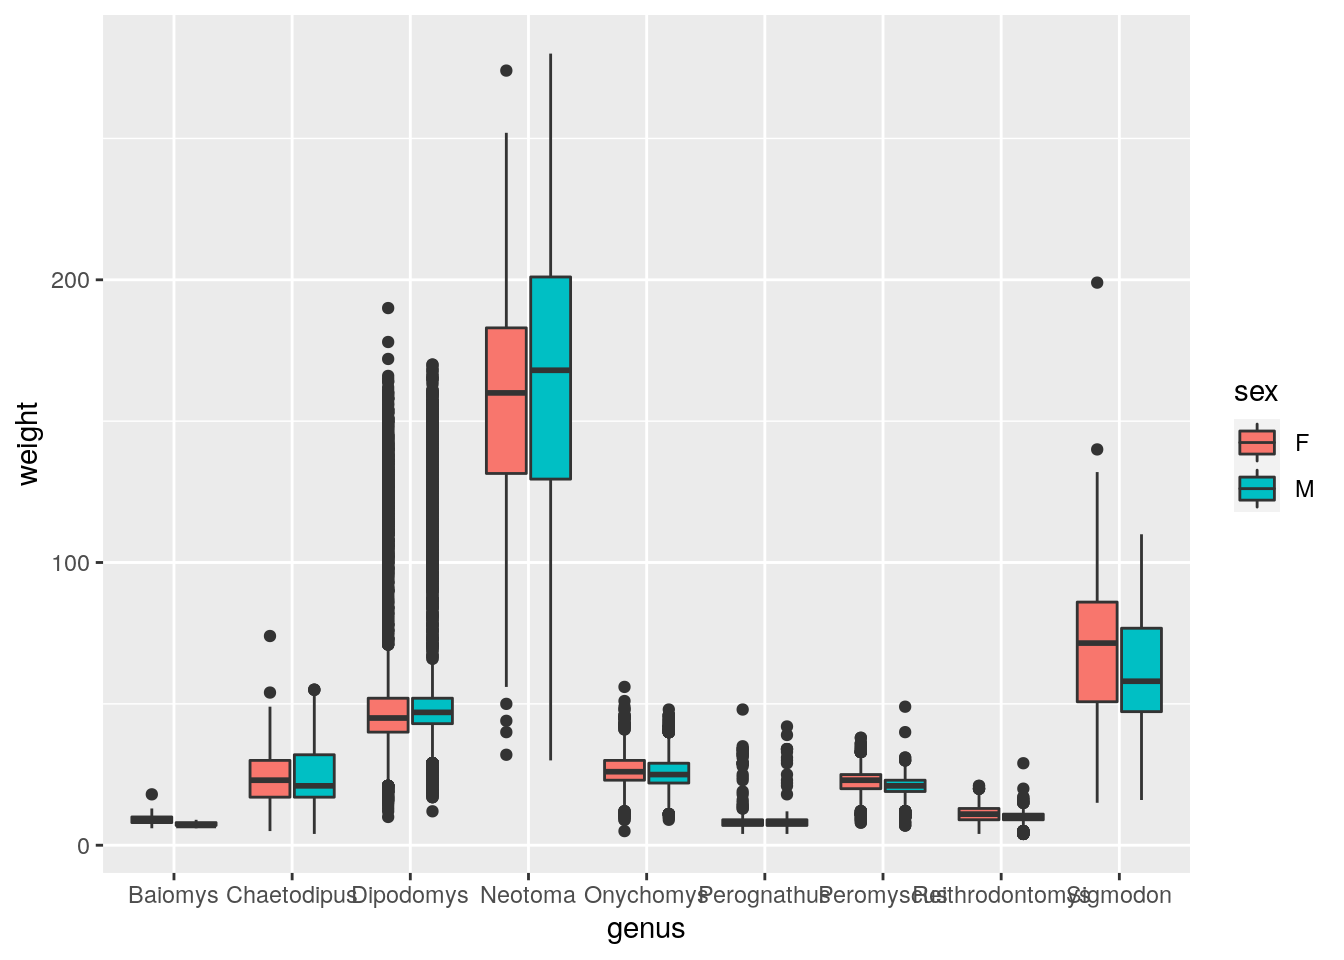 200
100
0
weight
Baiomys Chaetodipus Dipodomys Neotoma Onychomys Perognathus Peromyscus Reithrodontomys Sigmodon
genus
sex
F
M